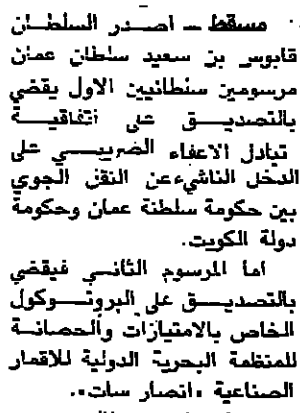 مسقط ـ اصدر السلطان
قابوس بن سعيد سلطان عمان
مرسومين سلطانيين الاول يقضي
بالتصديق على اتفاقية
تبادل الاعفاء الضريبي على
الدخل الناشيء عن النقل الجوي
بين حكومة سلطنة عمان وحكومة
دولة الكويت.
اما المرسوم الثاني فيقضي
بالتصديق على البروتوكول
الخاص بالامتيازات والحصانة
للمنظمة البحرية الدولية للاقمار
الصناعية «انمار سات».